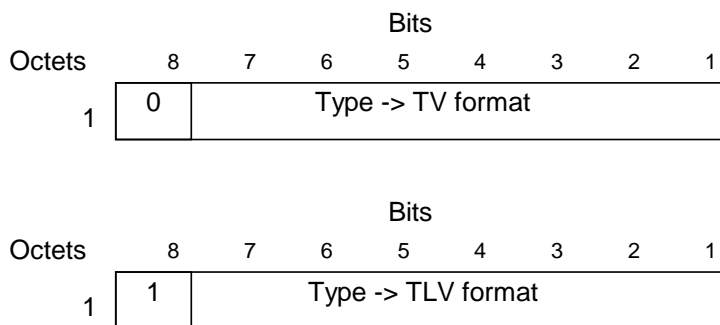 Bits
Octets 8 7 6 5 4 3 2 1
1 0 Type -> TV format
Bits
Octets 8 7 6 5 4 3 2 1
1 1 Type -> TLV format